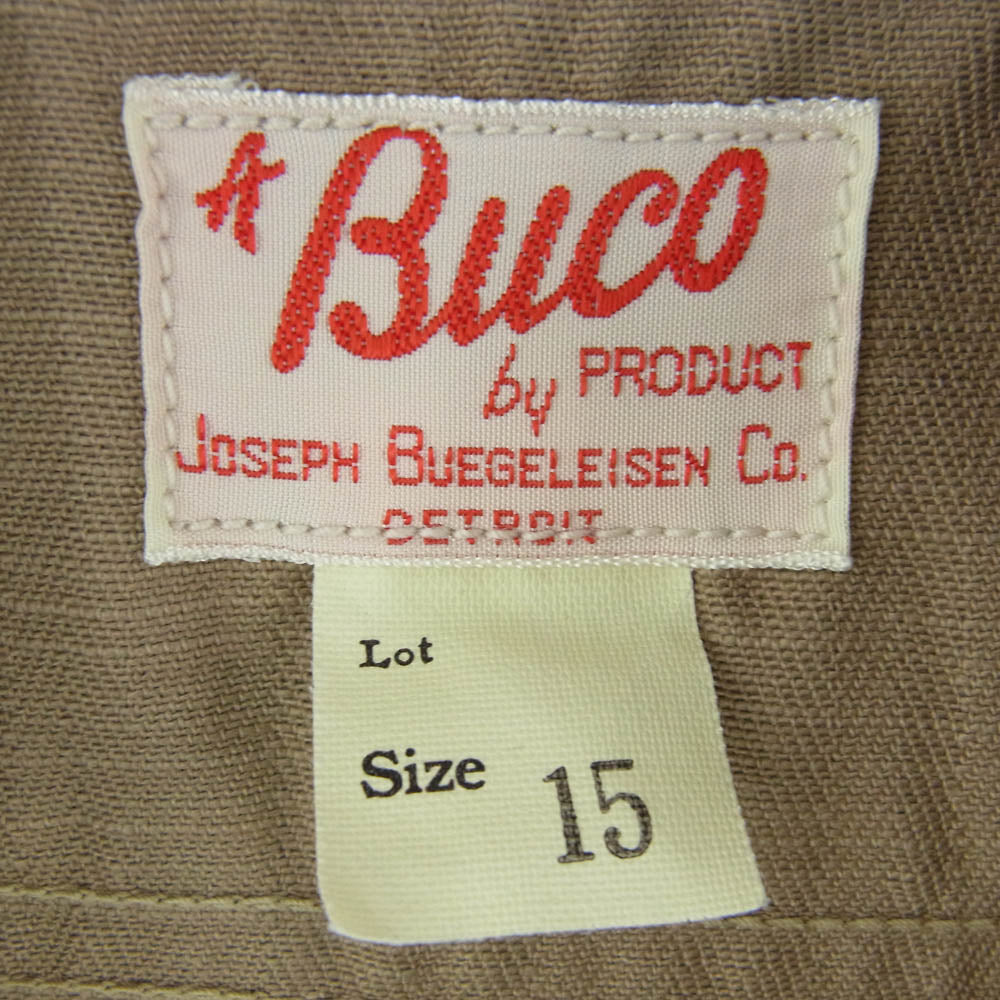 A Buco
by PRODUCT
JOSEPH BUEGELEISEN CO.
DETROIT
Lot
Size 15